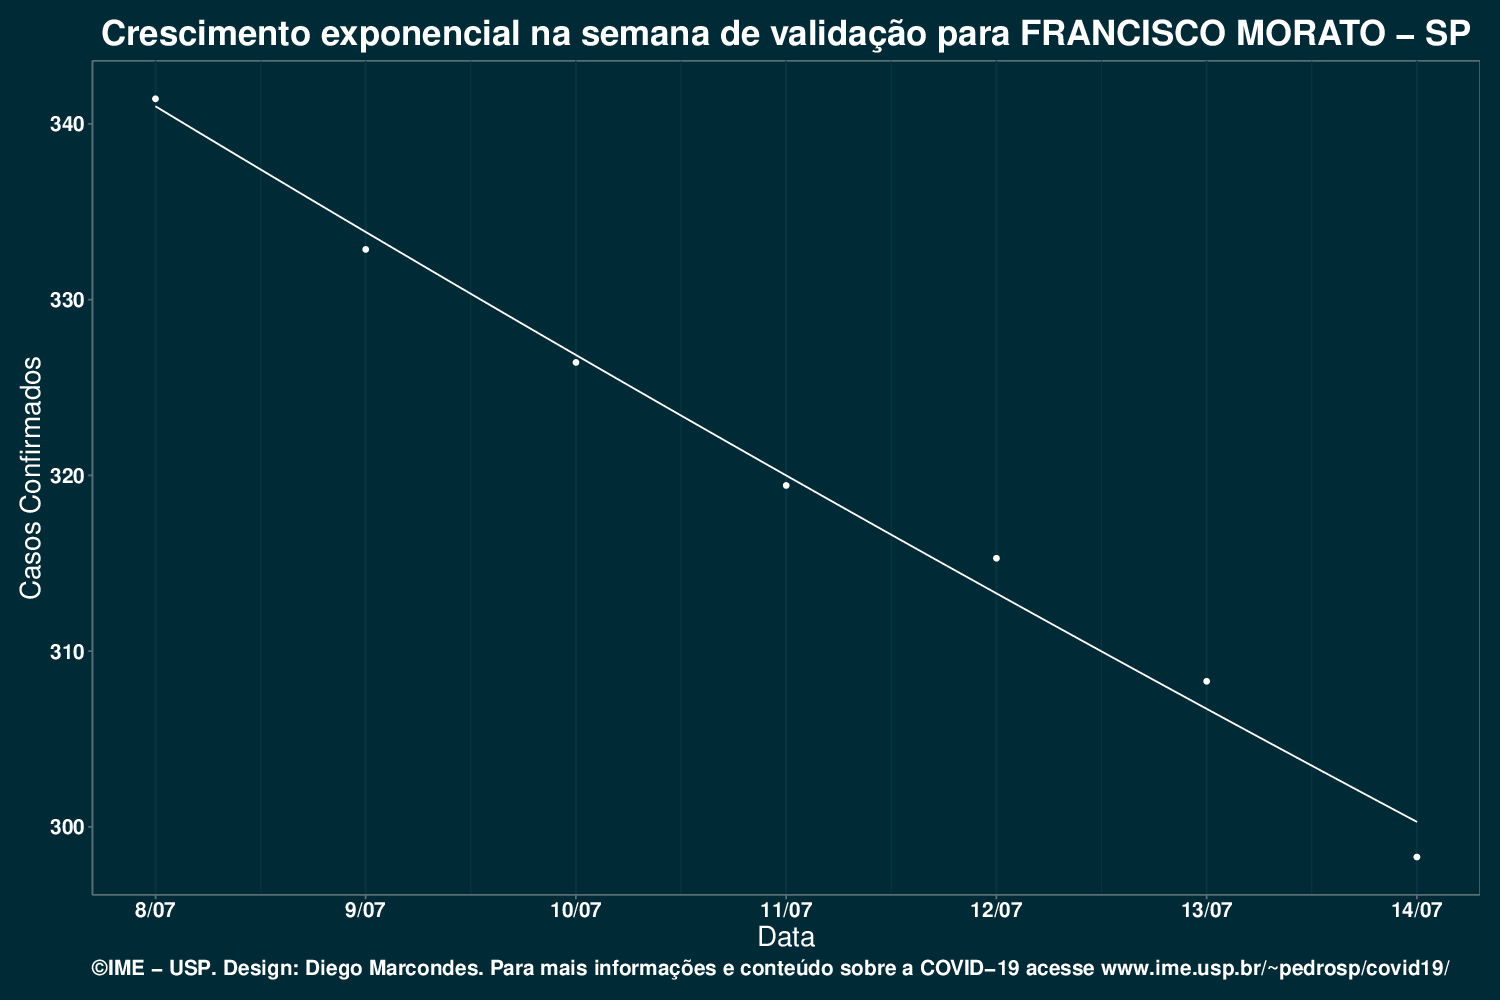 Crescimento exponencial na semana de validação para FRANCISCO MORATO – SP
340
330
320
310
300
Casos Confirmados
8/07 9/07 10/07 11/07 12/07 13/07 14/07
Data
©IME – USP. Design: Diego Marcondes. Para mais informações e conteúdo sobre a COVID–19 acesse www.ime.usp.br/~pedrosp/covid19/